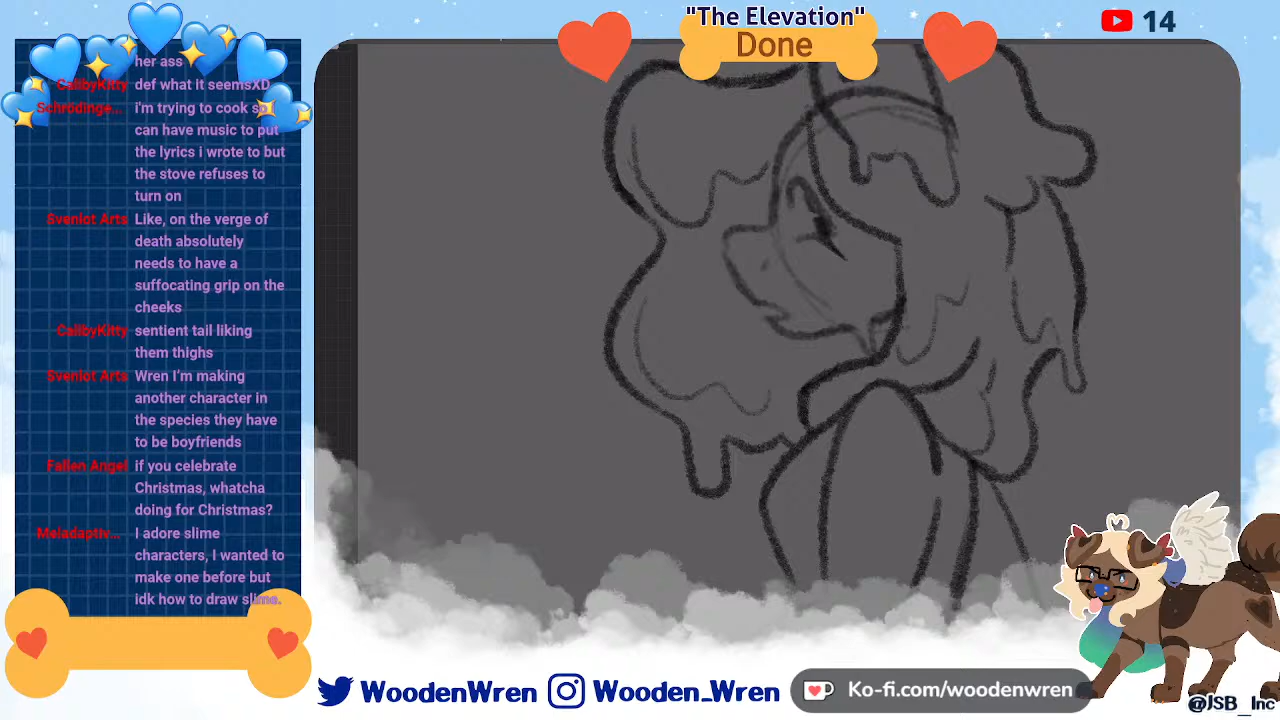 "The Elevation"
Done
14
her ass
CalibyKitty def what it seemsXD
Schrödinge... i'm trying to cook so
can have music to put
the lyrics i wrote to but
the stove refuses to
turn on
Svenlot Arts Like, on the verge of
death absolutely
needs to have a
suffocating grip on the
cheeks
CalibyKitty sentient tail liking
them thighs
Svenlot Arts Wren I'm making
another character in
the species they have
to be boyfriends
Fallen Angel if you celebrate
Christmas, whatcha
doing for Christmas?
Maladaptiv... I adore slime
characters, I wanted to
make one before but
idk how to draw slime.
WoodenWren
Wooden_Wren
Ko-fi.com/woodenwren
@JSB_Inc